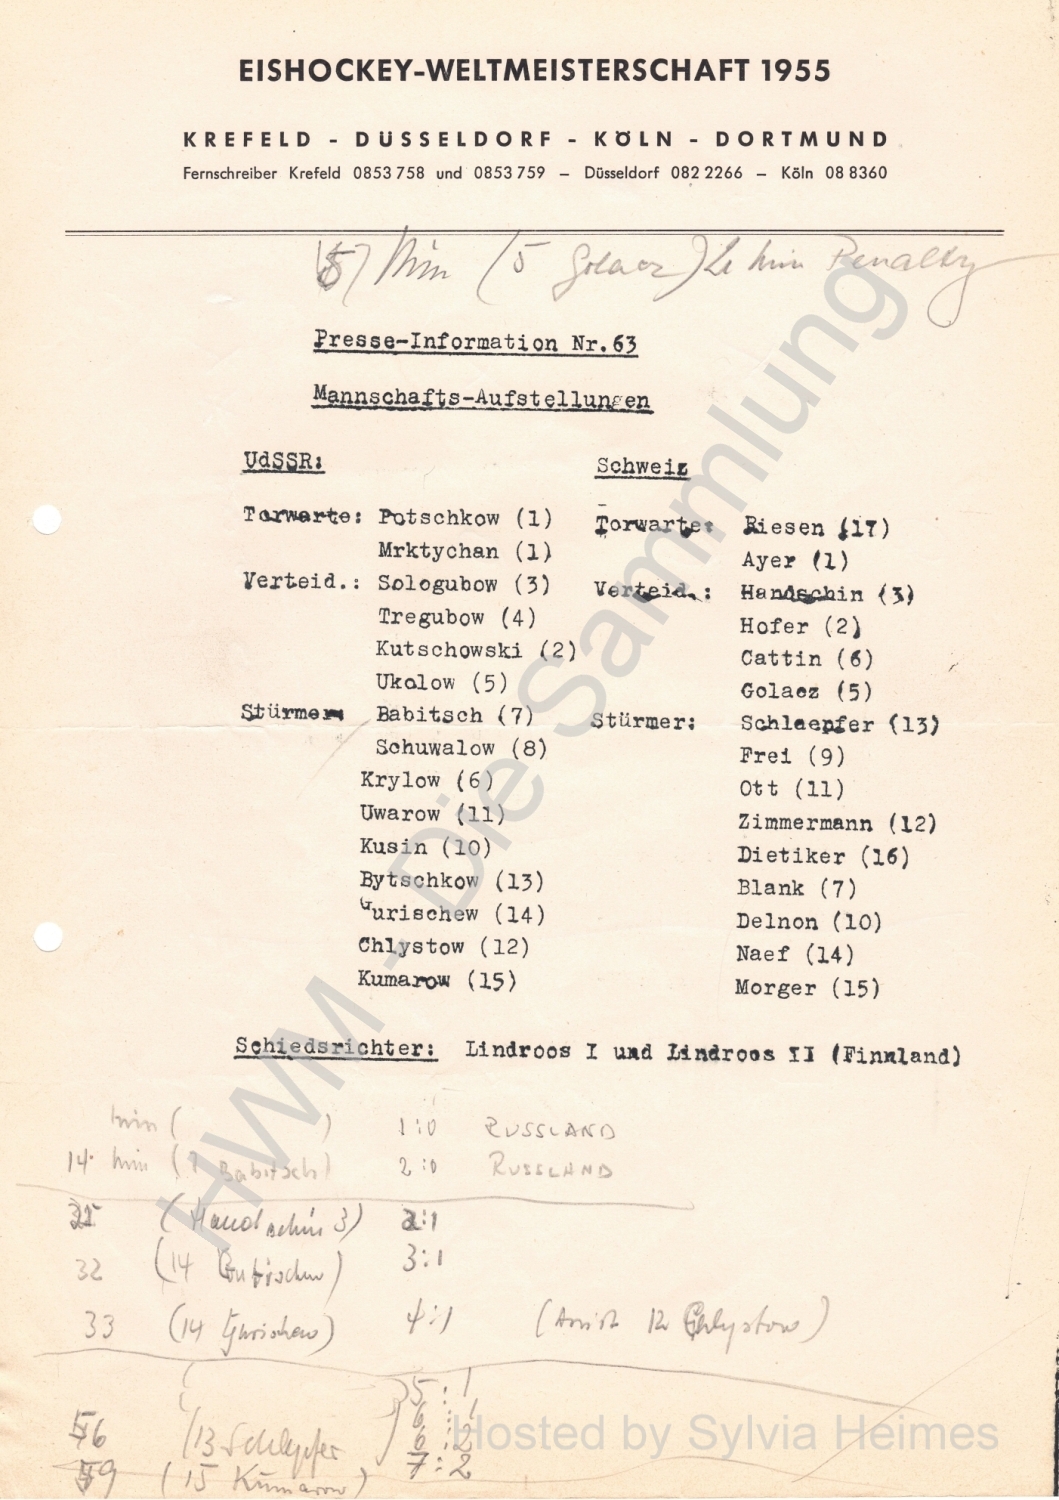 EISHOCKEY-WELTMEISTERSCHAFT 1955
KREFELD - DÜSSELDORF - KÖLN - DORTMUND
Fernschreiber Krefeld 0853 758 und 0853 759 – Düsseldorf 082 2266 – Köln 08 8360
Min (5 Golaez) 2 min Penalty
Presse-Information Nr.63
Mannschafts-Aufstellungen
UdSSR:
Torwarte: Potschkow (1)
Mrktychan (1)
Verteid.: Sologubow (3)
Tregubow (4)
Kutschowski (2)
Ukolow (5)
Stürmer: Babitsch (7)
Schuwalow (8)
Krylow (6)
Uwarow (11)
Kusin (10)
Bytschkow (13)
Gurischew (14)
Chlystow (12)
Kumarow (15)
Schweiz
Torwarte: Riesen (17)
Ayer (1)
Verteid.: Handschin (3)
Hofer (2)
Cattin (6)
Golaez (5)
Stürmer: Schlaepfer (13)
Frei (9)
Ott (11)
Zimmermann (12)
Dietiker (16)
Blank (7)
Delnon (10)
Naef (14)
Morger (15)
Schiedsrichter: Lindroos I und Lindroos II (Finnland)
min ( ) 1:0 RUSSLAND
14 min (7 Babitsch) 2:0 RUSSLAND
(Handschin 3) 2:1
32 (14 Gurischew) 3:1
33 (14 Gurischew) 4:1 (Assist 12 Chlystow)
( ) 5:1
6:1
56 (13 Schlepfer) 6:2
59 (15 Kumarow) 7:2
HWM - Die Sammlung
Hosted by Sylvia Heimes